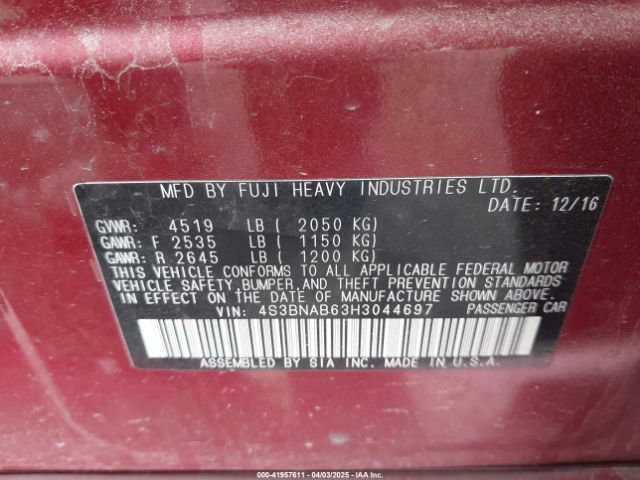 MFD BY FUJI HEAVY INDUSTRIES LTD.
DATE: 12/16
GVWR: 4519 LB ( 2050 KG)
GAWR: F 2535 LB ( 1150 KG)
GAWR: R 2645 LB ( 1200 KG)
THIS VEHICLE CONFORMS TO ALL APPLICABLE FEDERAL MOTOR
VEHICLE SAFETY, BUMPER, AND THEFT PREVENTION STANDARDS
IN EFFECT ON THE DATE OF MANUFACTURE SHOWN ABOVE.
VIN: 4S3BNAB63H3044697 PASSENGER CAR
ASSEMBLED BY SIA INC. MADE IN U.S.A.
000-41957611 - 04/03/2025 - IAAI.com